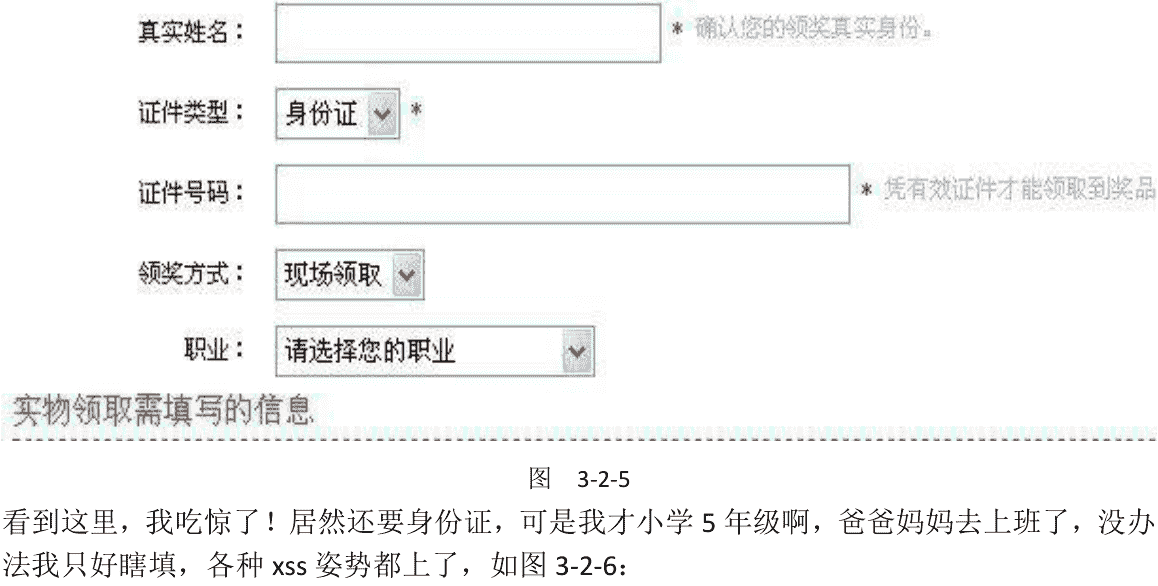 真实姓名： * 确认您的领奖真实身份。
证件类型： 身份证 *
证件号码： * 凭有效证件才能领取到奖品
领奖方式： 现场领取
职业： 请选择您的职业
实物领取需填写的信息
图 3-2-5
看到这里，我吃惊了！居然还要身份证，可是我才小学 5 年级啊，爸爸妈妈去上班了，没办
法我只好瞎填，各种 xss 姿势都上了，如图 3-2-6：